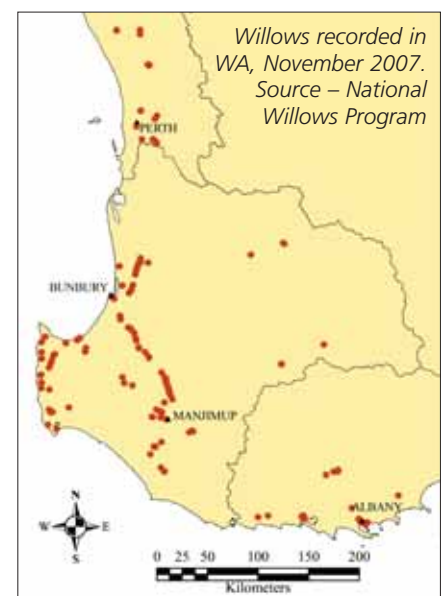 Willows recorded in
WA, November 2007.
Source – National
Willows Program
PERTH
BUNBURY
MANJIMUP
ALBANY
N
W E
S
0 25 50 100 150 200
Kilometers